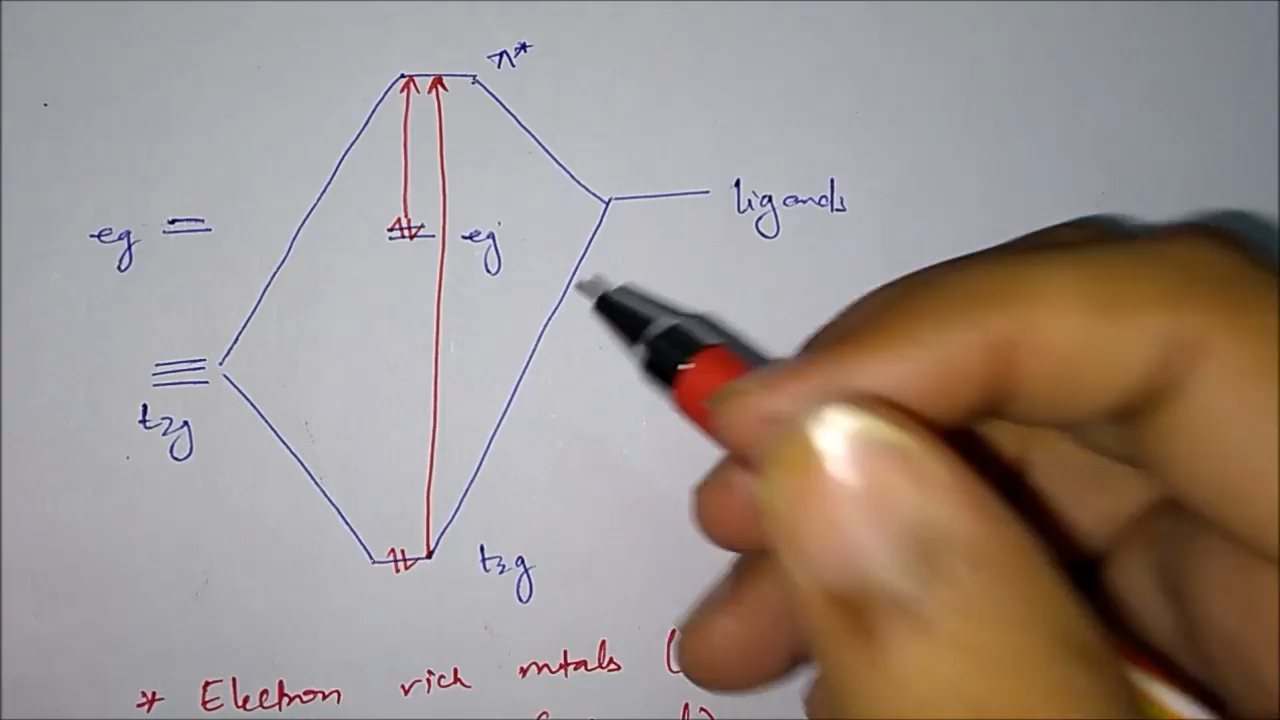 π*
ligands
eg
eg
t2g
t2g
* Electron rich metals (